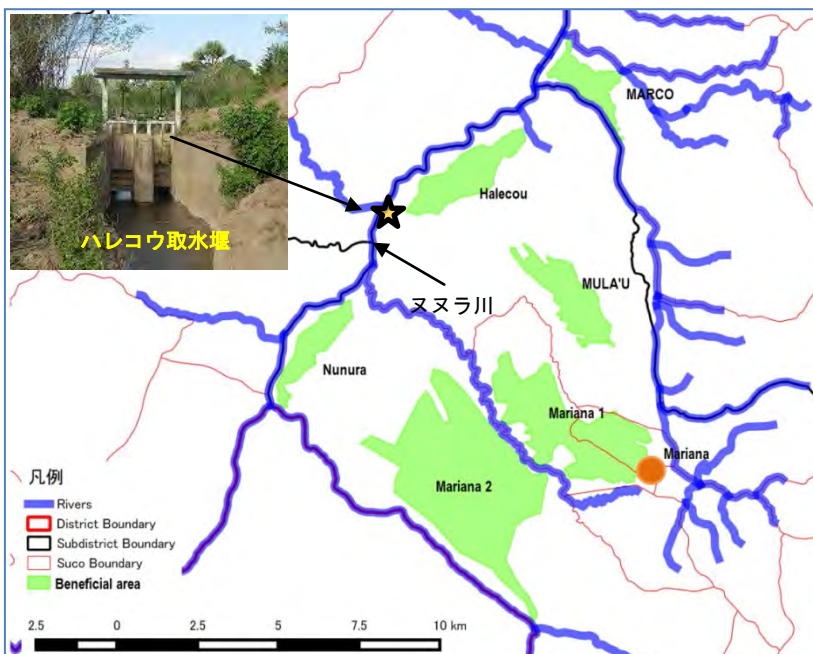 ハレコウ取水堰
MARCO
Halecou
MULA'U
ヌヌラ川
Nunura
Mariana 1
Mariana
Mariana 2
凡例
Rivers
District Boundary
Subdistrict Boundary
Suco Boundary
Beneficial area
2.5 0 2.5 5 7.5 10 km